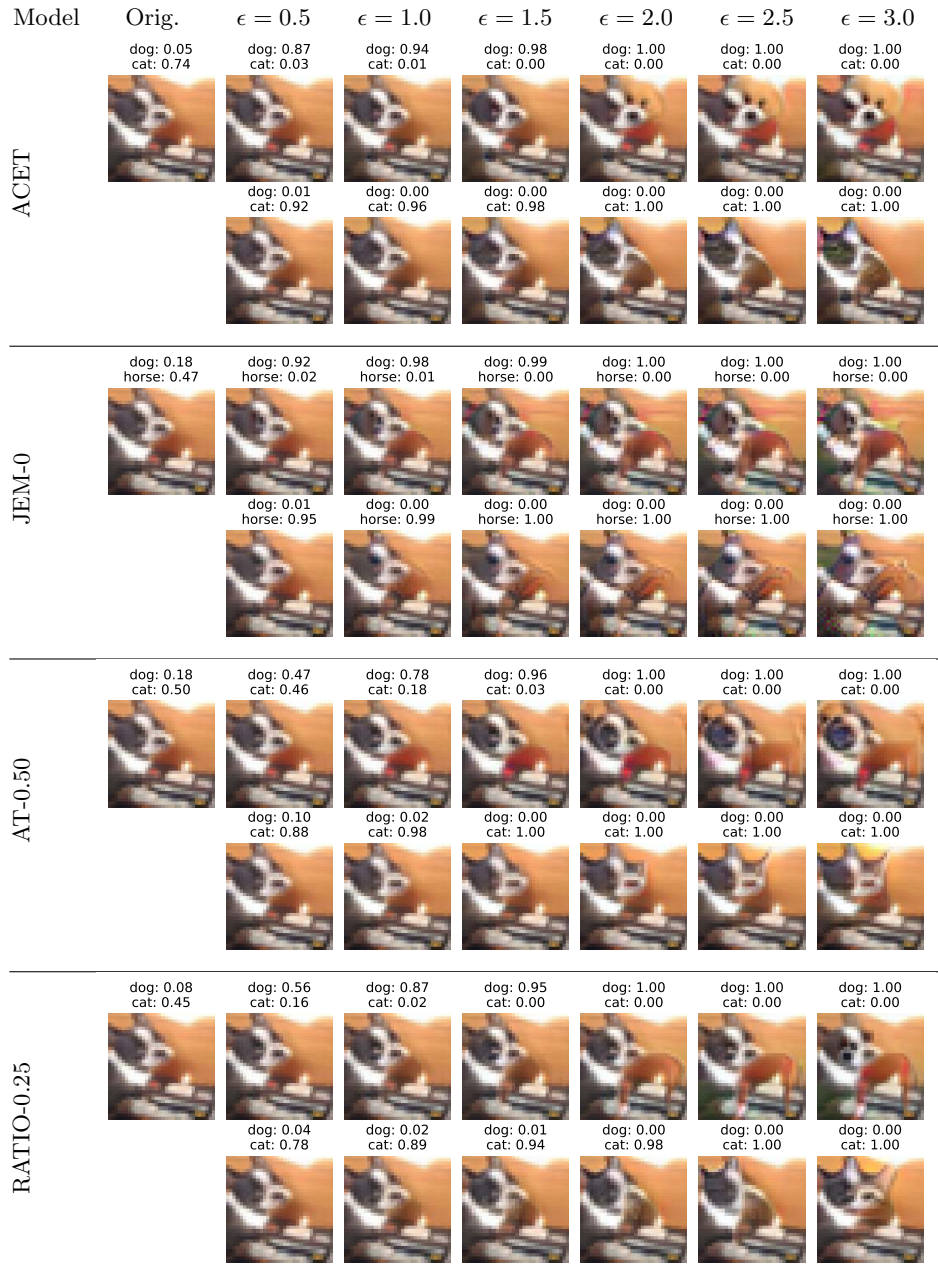 Model Orig. ϵ = 0.5 ϵ = 1.0 ϵ = 1.5 ϵ = 2.0 ϵ = 2.5 ϵ = 3.0
ACET
dog: 0.05 dog: 0.87 dog: 0.94 dog: 0.98 dog: 1.00 dog: 1.00 dog: 1.00
cat: 0.74 cat: 0.03 cat: 0.01 cat: 0.00 cat: 0.00 cat: 0.00 cat: 0.00
dog: 0.01 dog: 0.00 dog: 0.00 dog: 0.00 dog: 0.00 dog: 0.00
cat: 0.92 cat: 0.96 cat: 0.98 cat: 1.00 cat: 1.00 cat: 1.00
JEM-0
dog: 0.18 dog: 0.92 dog: 0.98 dog: 0.99 dog: 1.00 dog: 1.00 dog: 1.00
horse: 0.47 horse: 0.02 horse: 0.01 horse: 0.00 horse: 0.00 horse: 0.00 horse: 0.00
dog: 0.01 dog: 0.00 dog: 0.00 dog: 0.00 dog: 0.00 dog: 0.00
horse: 0.95 horse: 0.99 horse: 1.00 horse: 1.00 horse: 1.00 horse: 1.00
AT-0.50
dog: 0.18 dog: 0.47 dog: 0.78 dog: 0.96 dog: 1.00 dog: 1.00 dog: 1.00
cat: 0.50 cat: 0.46 cat: 0.18 cat: 0.03 cat: 0.00 cat: 0.00 cat: 0.00
dog: 0.10 dog: 0.02 dog: 0.00 dog: 0.00 dog: 0.00 dog: 0.00
cat: 0.88 cat: 0.98 cat: 1.00 cat: 1.00 cat: 1.00 cat: 1.00
RATIO-0.25
dog: 0.08 dog: 0.56 dog: 0.87 dog: 0.95 dog: 1.00 dog: 1.00 dog: 1.00
cat: 0.45 cat: 0.16 cat: 0.02 cat: 0.00 cat: 0.00 cat: 0.00 cat: 0.00
dog: 0.04 dog: 0.02 dog: 0.01 dog: 0.00 dog: 0.00 dog: 0.00
cat: 0.78 cat: 0.89 cat: 0.94 cat: 0.98 cat: 1.00 cat: 1.00